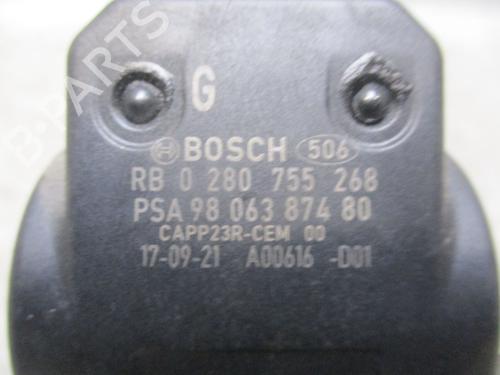 G
BOSCH 506
RB 0 280 755 268
PSA 98 063 874 80
CAPP23R-CEM 00
17-09-21 A00616 -D01
B-PARTS